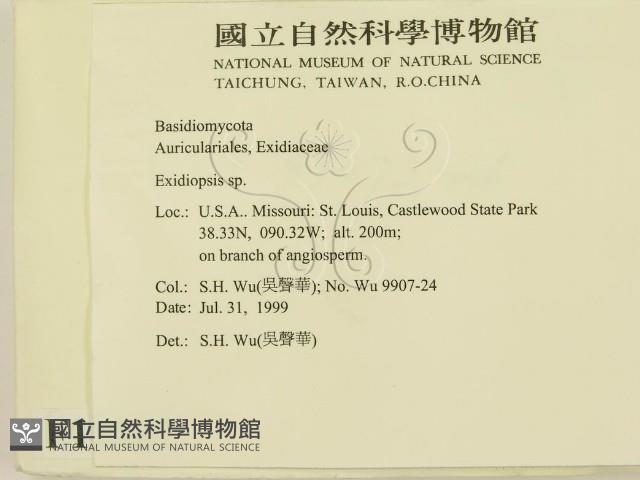 國立自然科學博物館
NATIONAL MUSEUM OF NATURAL SCIENCE
TAICHUNG, TAIWAN, R.O.CHINA
Basidiomycota
Auriculariales, Exidiaceae
Exidiopsis sp.
Loc.: U.S.A.. Missouri: St. Louis, Castlewood State Park
38.33N, 090.32W; alt. 200m;
on branch of angiosperm.
Col.: S.H. Wu(吳聲華); No. Wu 9907-24
Date: Jul. 31, 1999
Det.: S.H. Wu(吳聲華)
國立自然科學博物館
NATIONAL MUSEUM OF NATURAL SCIENCE